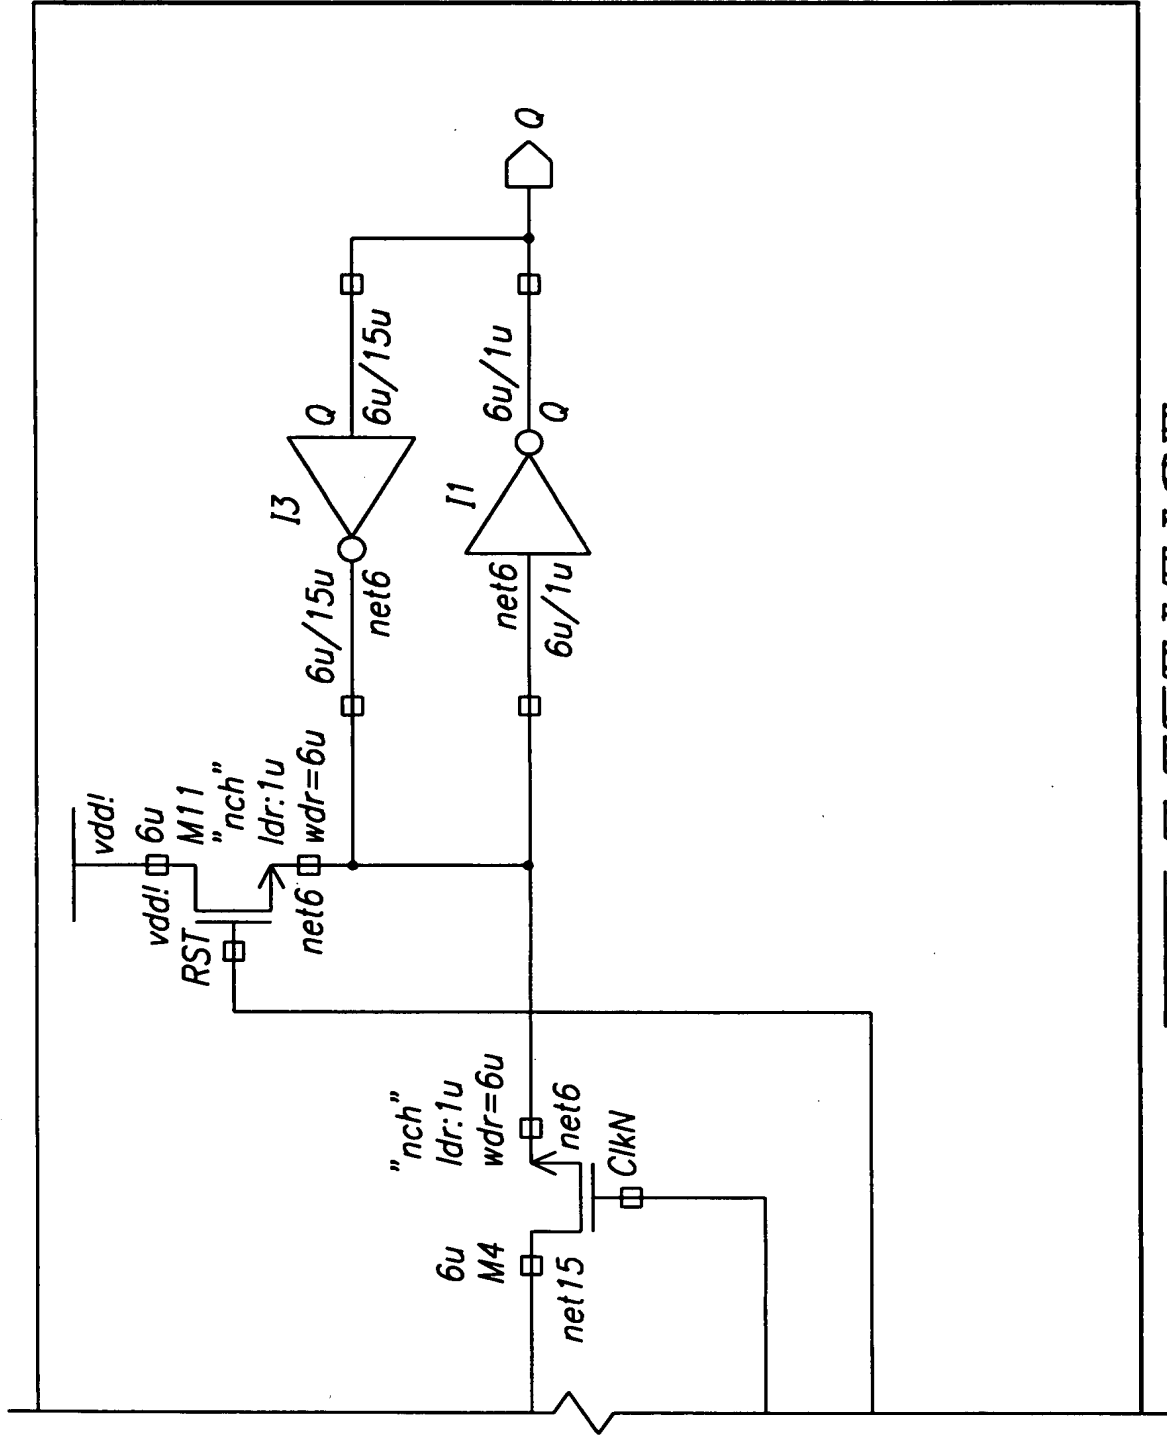 Q
Q
6u/15u
I3
6u/15u
net6
6u/1u
Q
I1
net6
6u/1u
vdd!
6u
vdd!
M11
"nch"
ldr:1u
wdr=6u
RST
net6
"nch"
ldr:1u
wdr=6u
net6
ClkN
6u
M4
net15